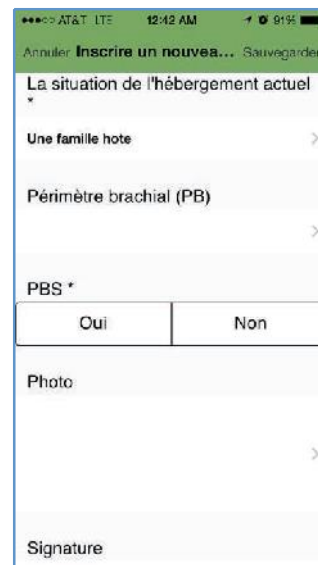 AT&T LTE 12:42 AM 91%
Annuler Inscrire un nouvea... Sauvegarder
La situation de l'hébergement actuel
*
Une famille hote
Périmètre brachial (PB)
PBS *
Oui Non
Photo
Signature